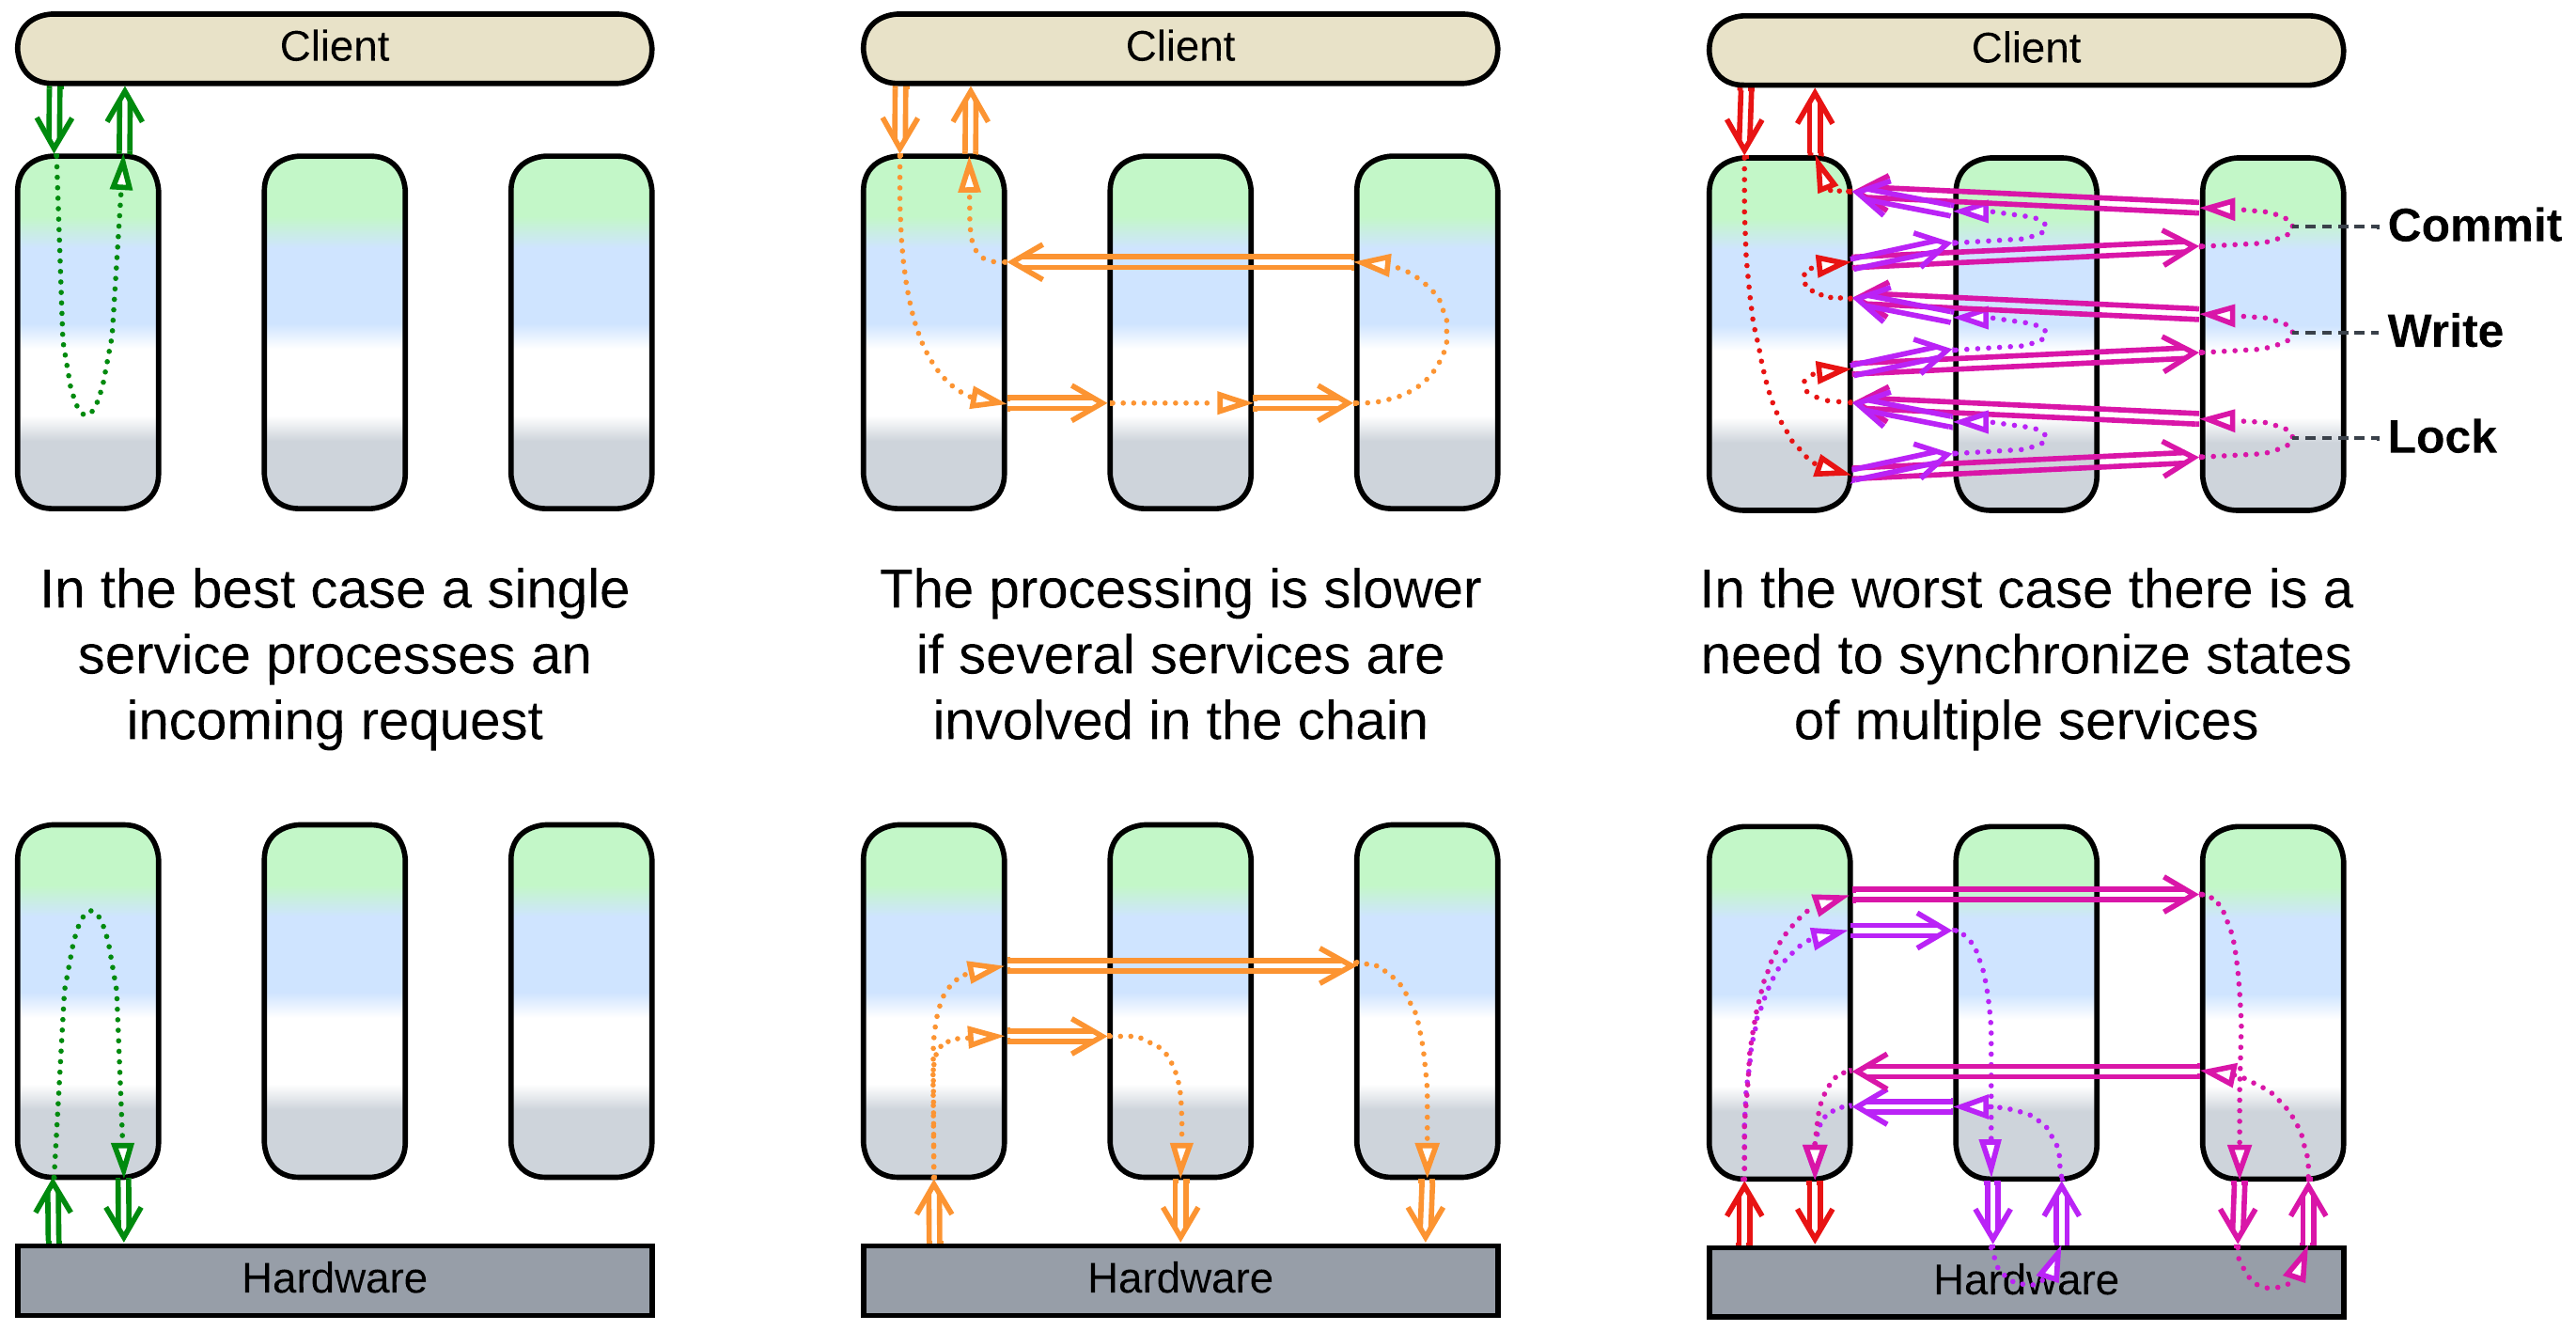 Client
Client
Client
Commit
Write
Lock
In the best case a single
service processes an
incoming request
The processing is slower
if several services are
involved in the chain
In the worst case there is a
need to synchronize states
of multiple services
Hardware
Hardware
Hardware